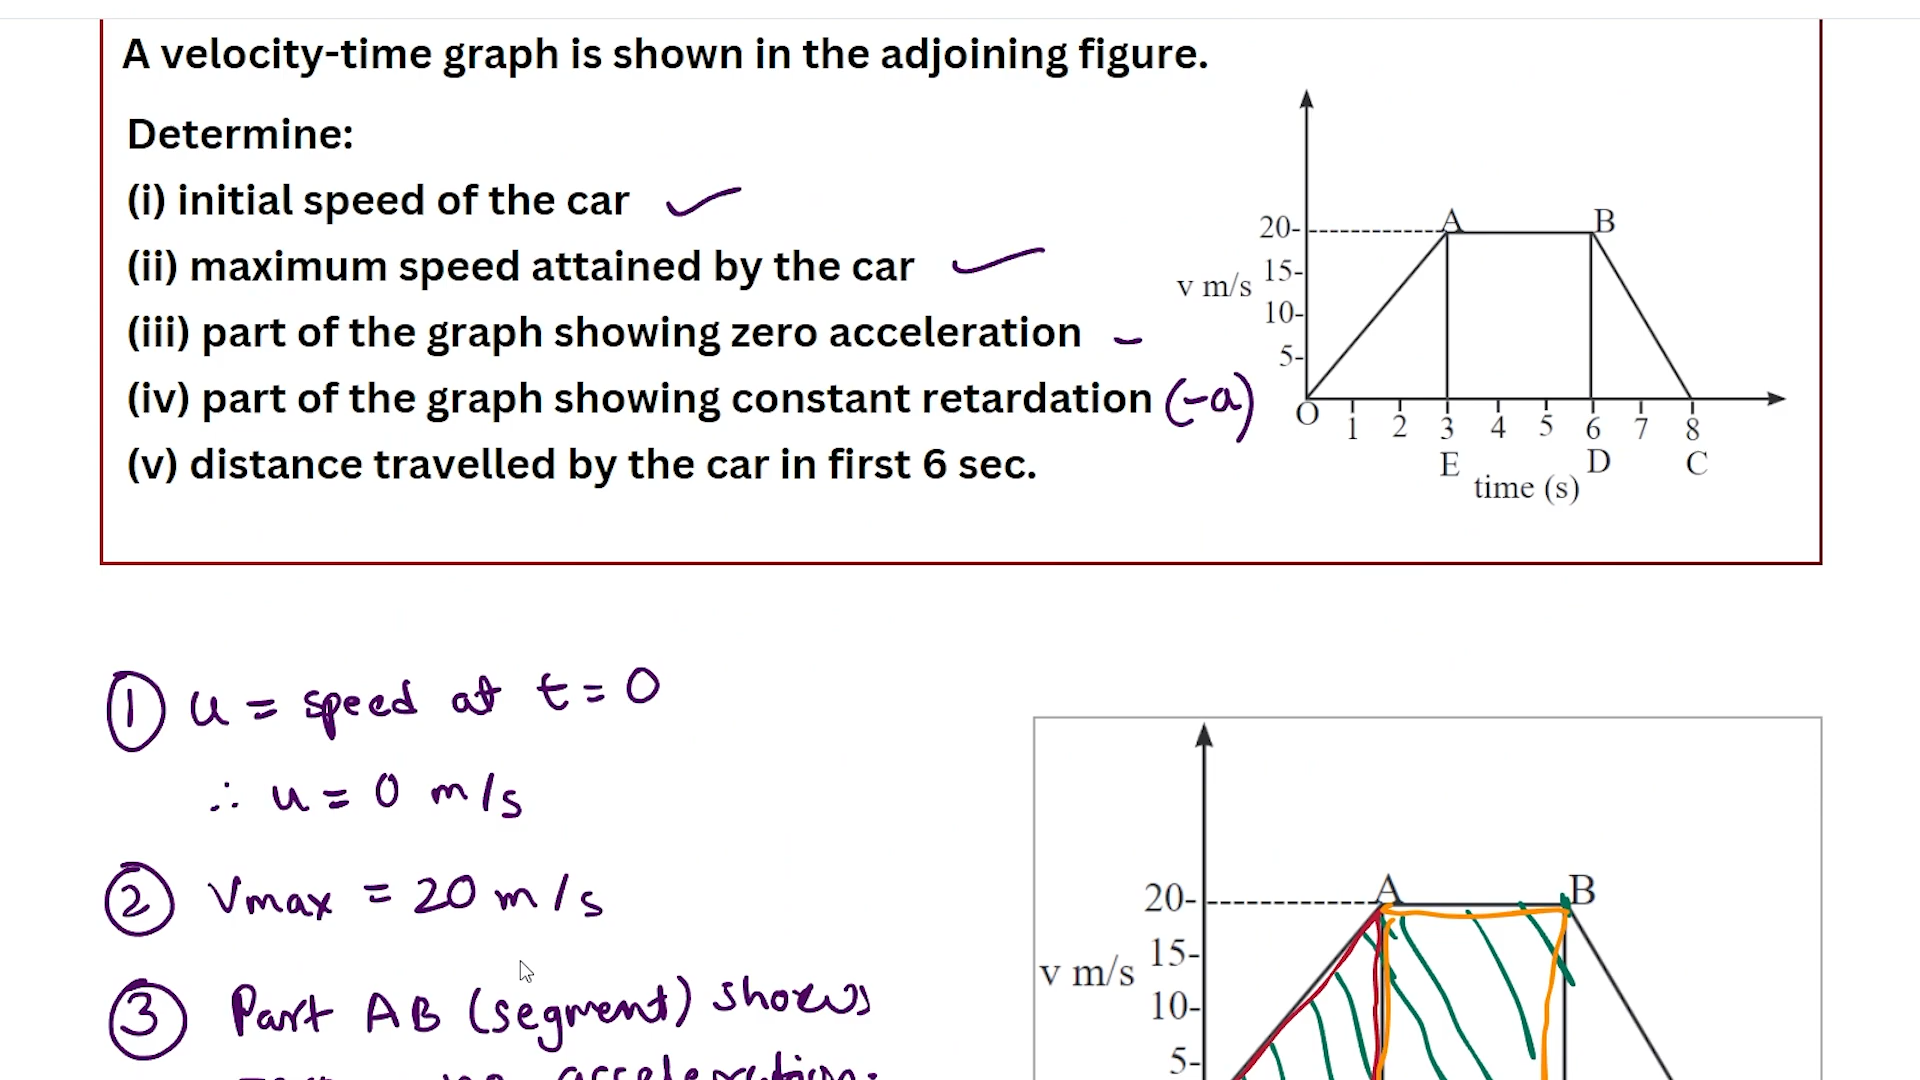 A velocity-time graph is shown in the adjoining figure.
Determine:
(i) initial speed of the car
(ii) maximum speed attained by the car
(iii) part of the graph showing zero acceleration
(iv) part of the graph showing constant retardation (-a)
(v) distance travelled by the car in first 6 sec.
A B
20-
15-
v m/s
10-
5-
O 1 2 3 4 5 6 7 8
E D C
time (s)
① u = speed at t = 0
∴ u = 0 m/s
② Vmax = 20 m/s
③ Part AB (segment) shows
acceleration.
A B
20-
15-
v m/s
10-
5-